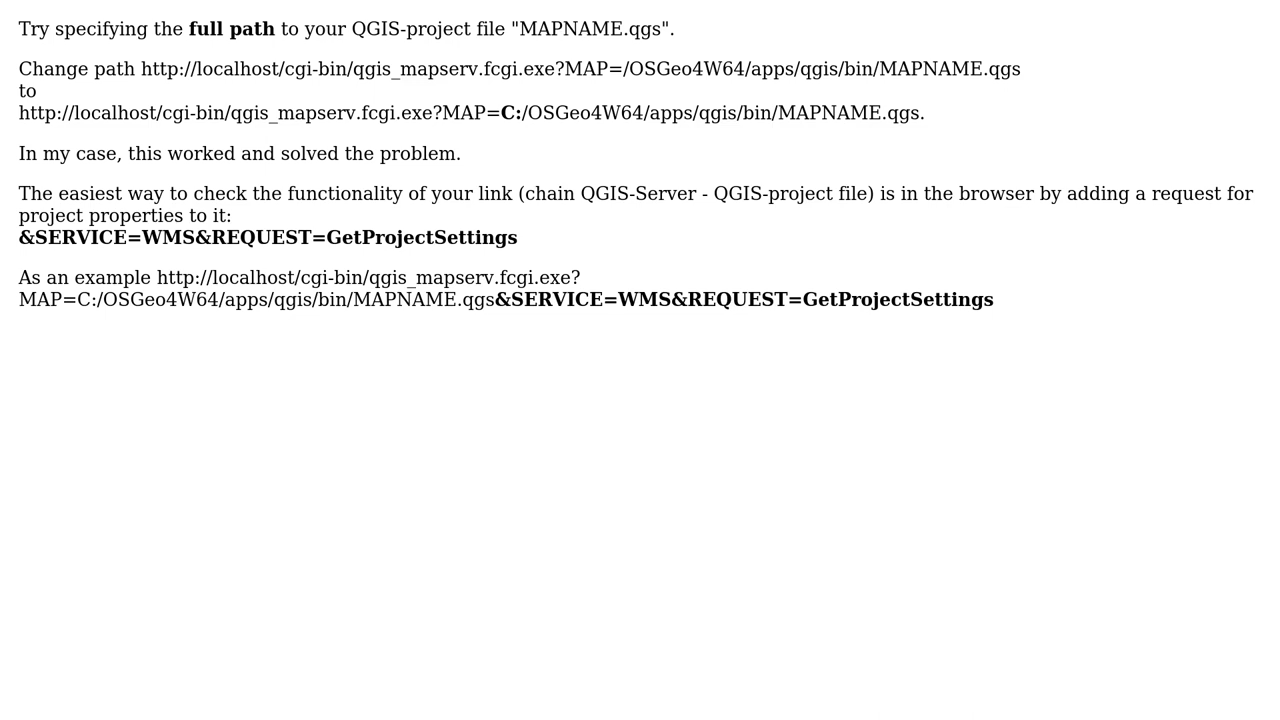 Try specifying the full path to your QGIS-project file "MAPNAME.qgs".
Change path http://localhost/cgi-bin/qgis_mapserv.fcgi.exe?MAP=/OSGeo4W64/apps/qgis/bin/MAPNAME.qgs
to
http://localhost/cgi-bin/qgis_mapserv.fcgi.exe?MAP=C:/OSGeo4W64/apps/qgis/bin/MAPNAME.qgs.
In my case, this worked and solved the problem.
The easiest way to check the functionality of your link (chain QGIS-Server - QGIS-project file) is in the browser by adding a request for
project properties to it:
&SERVICE=WMS&REQUEST=GetProjectSettings
As an example http://localhost/cgi-bin/qgis_mapserv.fcgi.exe?
MAP=C:/OSGeo4W64/apps/qgis/bin/MAPNAME.qgs&SERVICE=WMS&REQUEST=GetProjectSettings